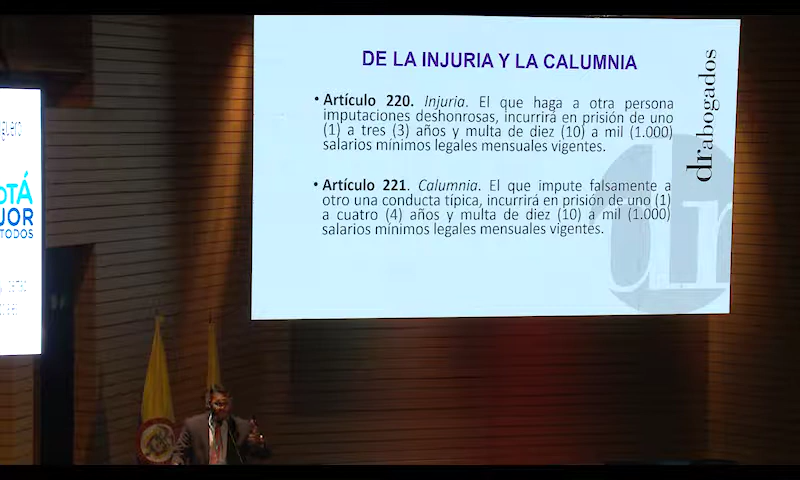 DE LA INJURIA Y LA CALUMNIA
• Artículo 220. Injuria. El que haga a otra persona
imputaciones deshonrosas, incurrirá en prisión de uno
(1) a tres (3) años y multa de diez (10) a mil (1.000)
salarios mínimos legales mensuales vigentes.
• Artículo 221. Calumnia. El que impute falsamente a
otro una conducta típica, incurrirá en prisión de uno (1)
a cuatro (4) años y multa de diez (10) a mil (1.000)
salarios mínimos legales mensuales vigentes.
drabogados
dr
OTÁ
JOR
TODOS